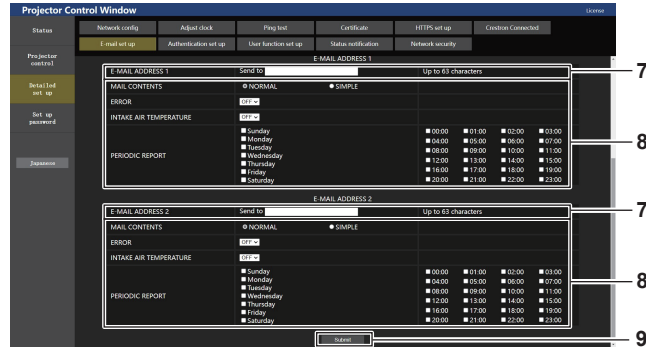 Projector Control Window
License
Status
Projector control
Detailed set up
Set up password
Japanese
Network config Adjust clock Ping test Certificate HTTPS set up Crestron Connected
E-mail set up Authentication set up User function set up Status notification Network security
E-MAIL ADDRESS 1
E-MAIL ADDRESS 1 Send to Up to 63 characters 7
MAIL CONTENTS NORMAL SIMPLE
ERROR OFF
INTAKE AIR TEMPERATURE OFF
PERIODIC REPORT
Sunday
Monday
Tuesday
Wednesday
Thursday
Friday
Saturday
00:00 01:00 02:00 03:00
04:00 05:00 06:00 07:00
08:00 09:00 10:00 11:00
12:00 13:00 14:00 15:00
16:00 17:00 18:00 19:00
20:00 21:00 22:00 23:00
8
E-MAIL ADDRESS 2
E-MAIL ADDRESS 2 Send to Up to 63 characters 7
MAIL CONTENTS NORMAL SIMPLE
ERROR OFF
INTAKE AIR TEMPERATURE OFF
PERIODIC REPORT
Sunday
Monday
Tuesday
Wednesday
Thursday
Friday
Saturday
00:00 01:00 02:00 03:00
04:00 05:00 06:00 07:00
08:00 09:00 10:00 11:00
12:00 13:00 14:00 15:00
16:00 17:00 18:00 19:00
20:00 21:00 22:00 23:00
8
Submit 9